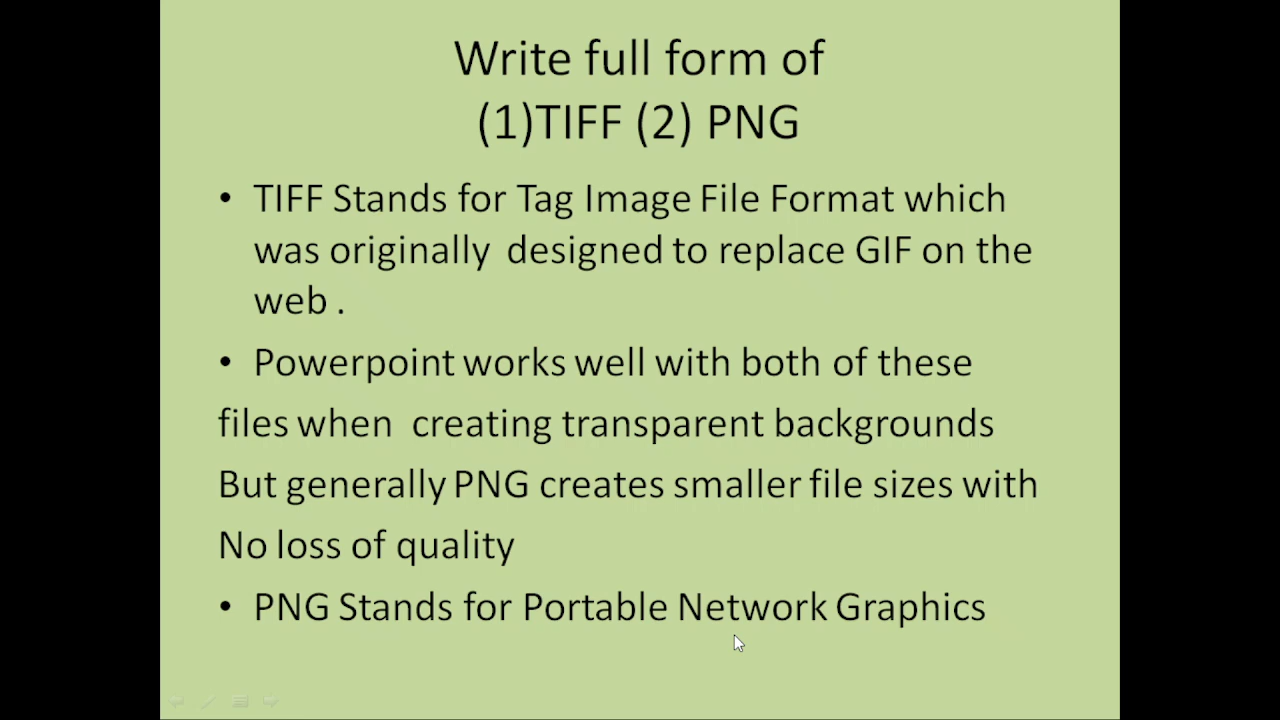 Write full form of
(1)TIFF (2) PNG
• TIFF Stands for Tag Image File Format which
was originally designed to replace GIF on the
web .
• Powerpoint works well with both of these
files when creating transparent backgrounds
But generally PNG creates smaller file sizes with
No loss of quality
• PNG Stands for Portable Network Graphics